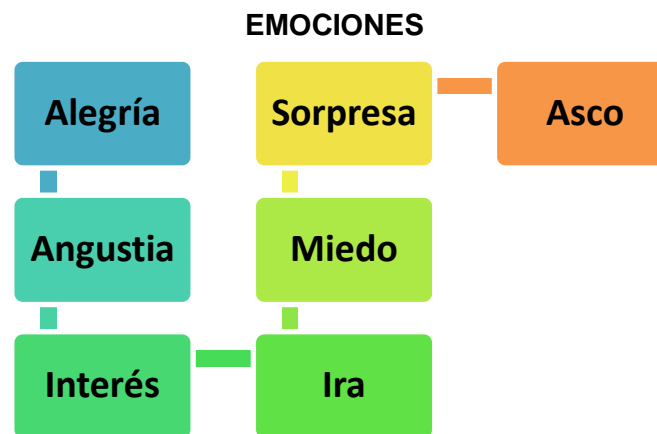 EMOCIONES
Alegría
Angustia
Interés
Ira
Miedo
Sorpresa
Asco